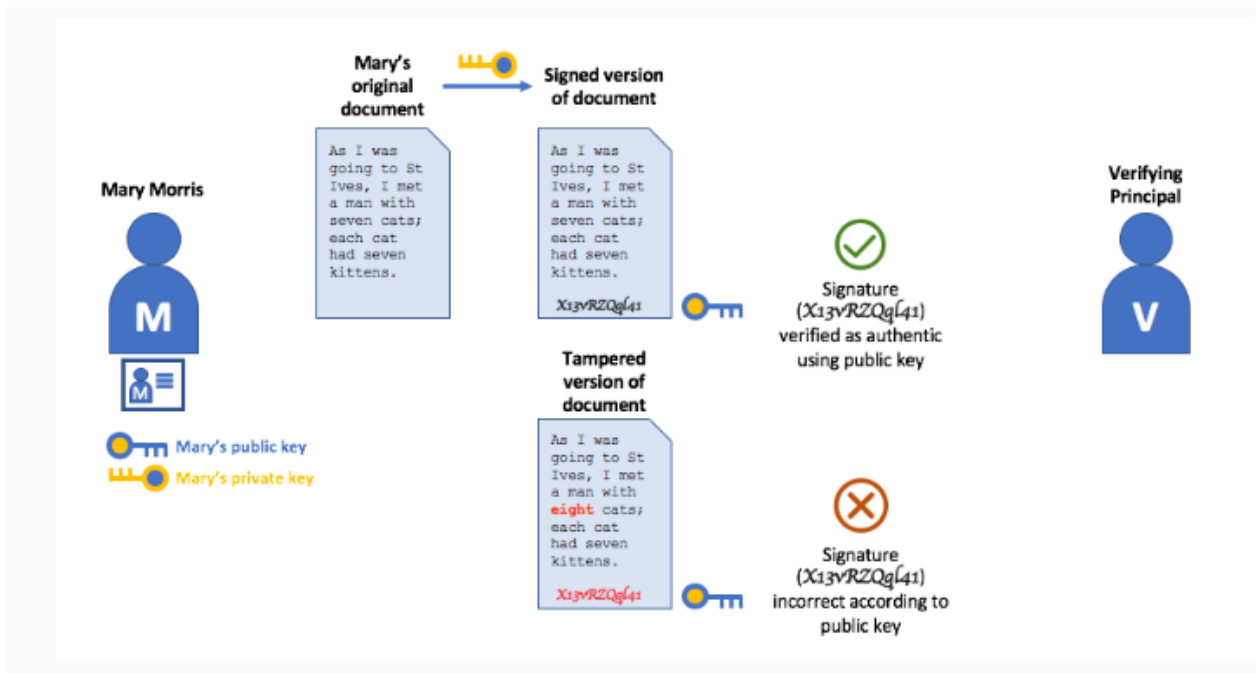 Mary's
original
document
Signed version
of document
As I was
going to St
Ives, I met
a man with
seven cats;
each cat
had seven
kittens.
As I was
going to St
Ives, I met
a man with
seven cats;
each cat
had seven
kittens.
X13vRZQql41
Mary Morris
M
M
Mary's public key
Mary's private key
Signature
(X13vRZQql41)
verified as authentic
using public key
Verifying
Principal
V
Tampered
version of
document
As I was
going to St
Ives, I met
a man with
eight cats;
each cat
had seven
kittens.
X13vRZQql41
Signature
(X13vRZQql41)
incorrect according to
public key